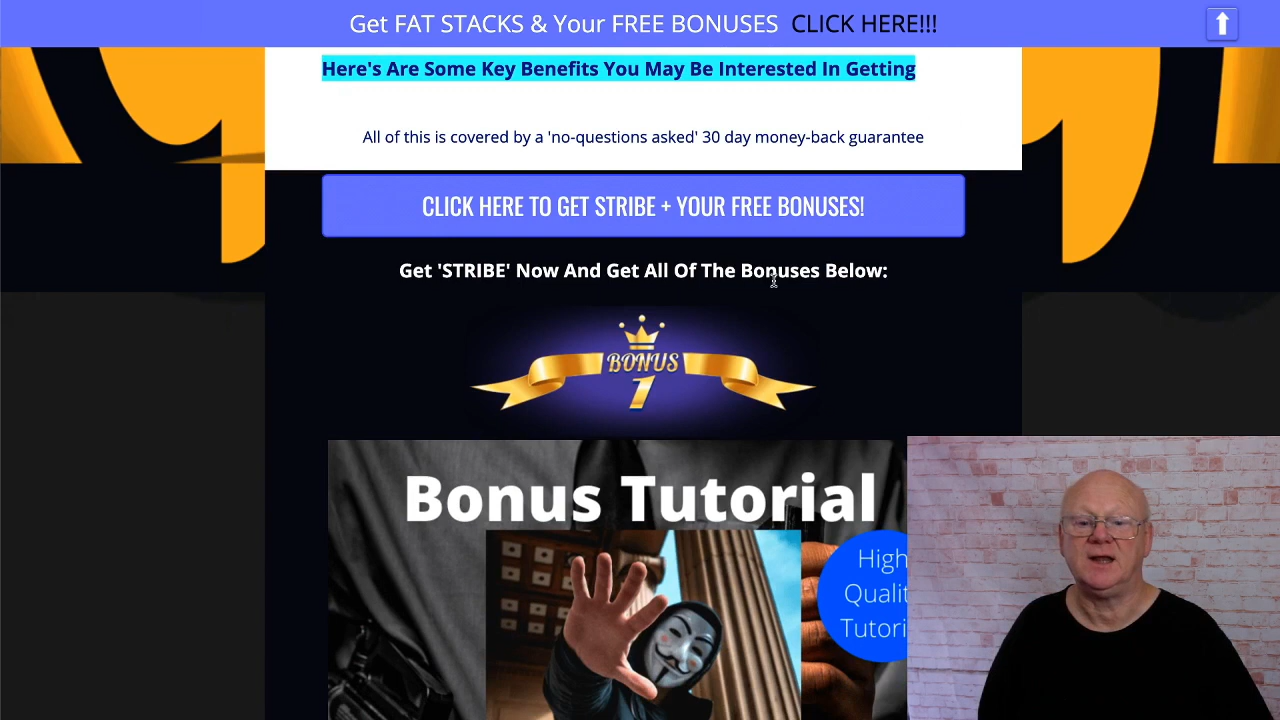 Get FAT STACKS & Your FREE BONUSES CLICK HERE!!!
Here's Are Some Key Benefits You May Be Interested In Getting
All of this is covered by a 'no-questions asked' 30 day money-back guarantee
CLICK HERE TO GET STRIBE + YOUR FREE BONUSES!
Get 'STRIBE' Now And Get All Of The Bonuses Below:
BONUS
1
Bonus Tutorial
High
Qualit
Tutori